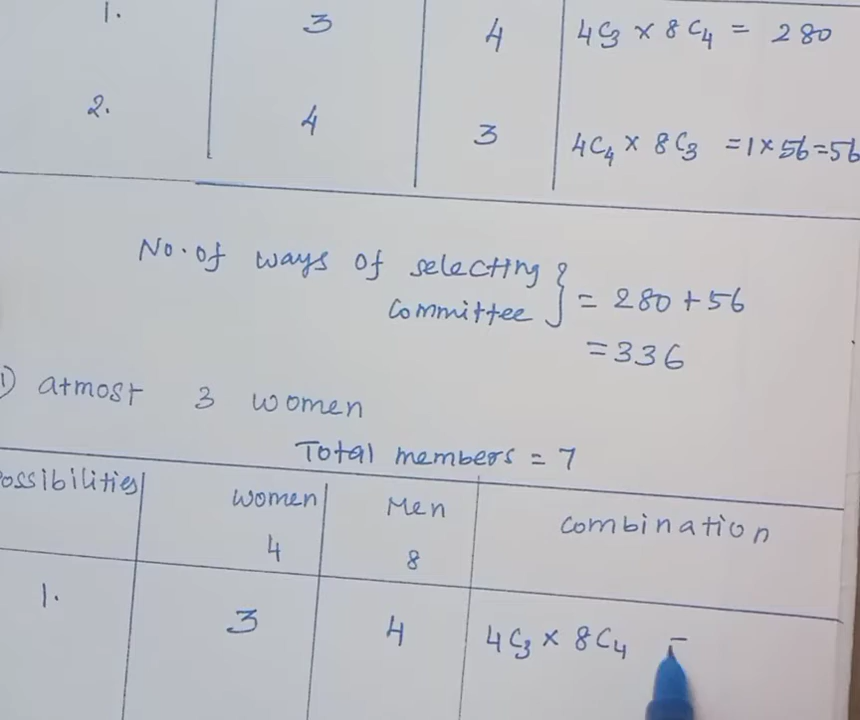 1. 3 4 4C3 × 8C4 = 280
2. 4 3 4C4 × 8C3 = 1 × 56 = 56
No. of ways of selecting
committee } = 280 + 56
= 336
) atmost 3 women
Total members = 7
Possibilities women Men combination
4 8
1. 3 4 4C3 × 8C4 =